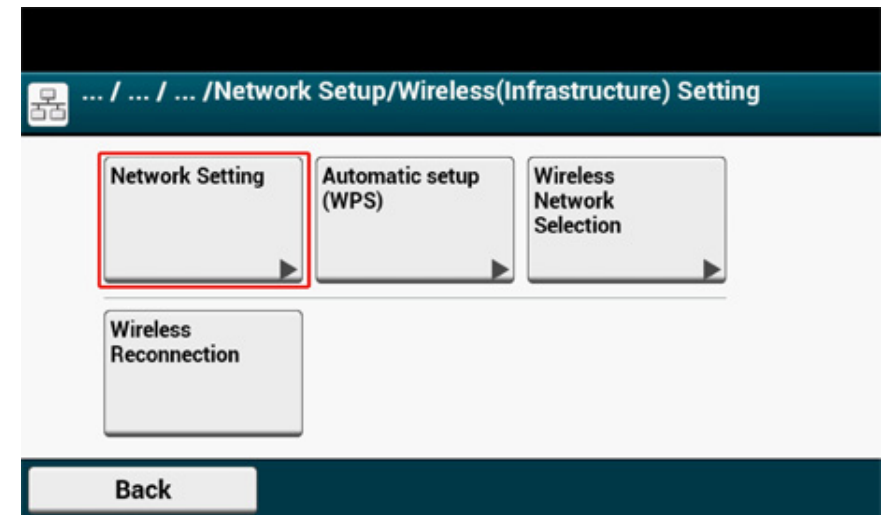 ... / ... / ... /Network Setup/Wireless(Infrastructure) Setting
Network Setting
Automatic setup
(WPS)
Wireless
Network
Selection
Wireless
Reconnection
Back